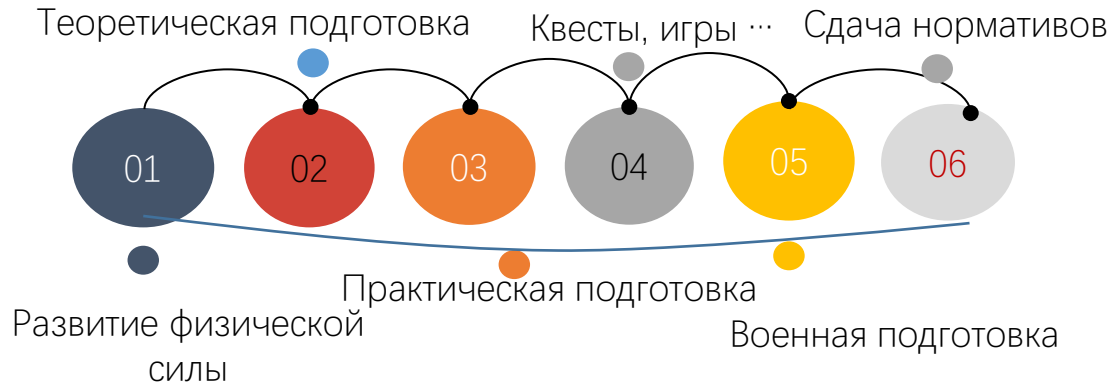 Теоретическая подготовка
Квесты, игры ...
Сдача нормативов
01
02
03
04
05
06
Практическая подготовка
Развитие физической
силы
Военная подготовка